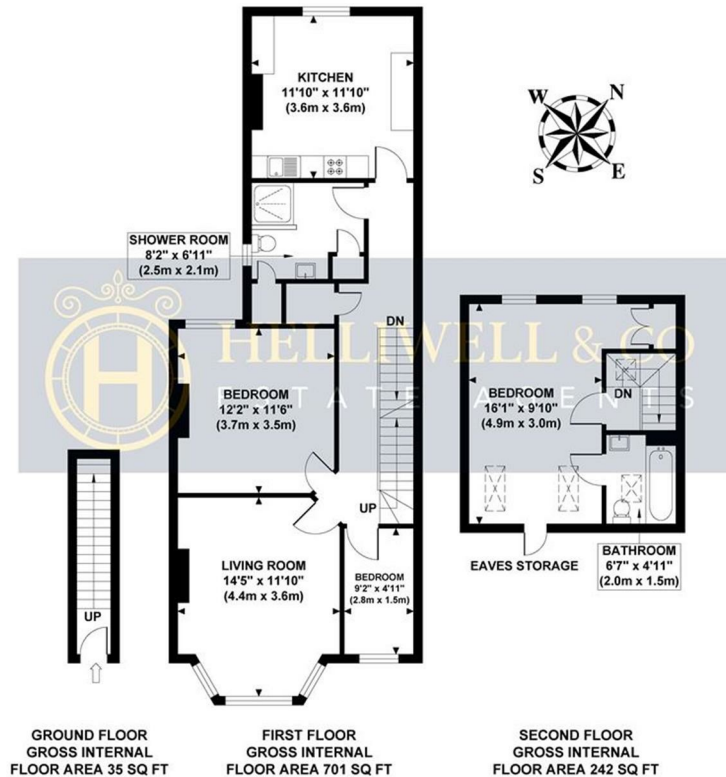 KITCHEN
11'10" x 11'10"
(3.6m x 3.6m)
W
N
S
E
SHOWER ROOM
8'2" x 6'11"
(2.5m x 2.1m)
H
HELLIWELL & CO
ESTATE AGENTS
DN
BEDROOM
12'2" x 11'6"
(3.7m x 3.5m)
BEDROOM
16'1" x 9'10"
(4.9m x 3.0m)
DN
UP
LIVING ROOM
14'5" x 11'10"
(4.4m x 3.6m)
BEDROOM
9'2" x 4'11"
(2.8m x 1.5m)
EAVES STORAGE
BATHROOM
6'7" x 4'11"
(2.0m x 1.5m)
UP
GROUND FLOOR
GROSS INTERNAL
FLOOR AREA 35 SQ FT
FIRST FLOOR
GROSS INTERNAL
FLOOR AREA 701 SQ FT
SECOND FLOOR
GROSS INTERNAL
FLOOR AREA 242 SQ FT